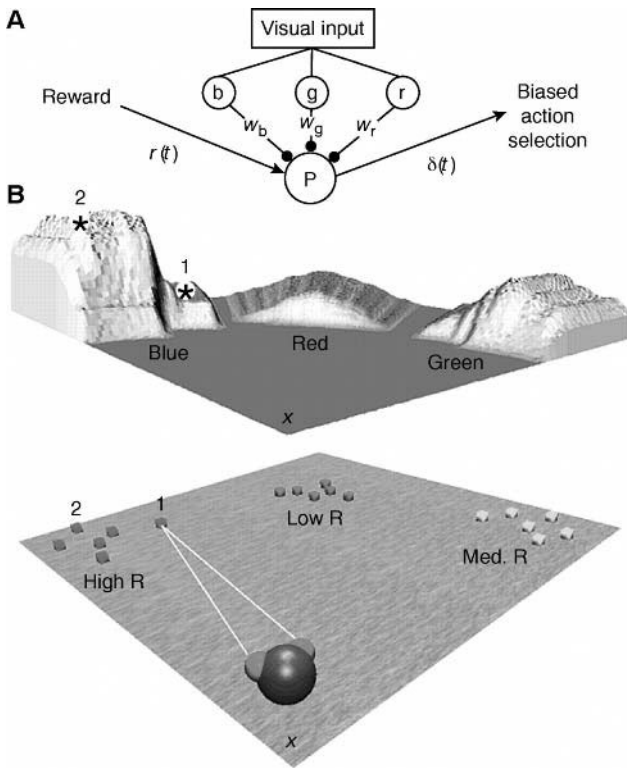 A
Visual input
b g r
Reward
w_b w_g w_r
Biased
action
selection
r(t)
P
δ(t)
B
2
*
1
*
Blue
Red
Green
x
2
1
Low R
High R
Med. R
x